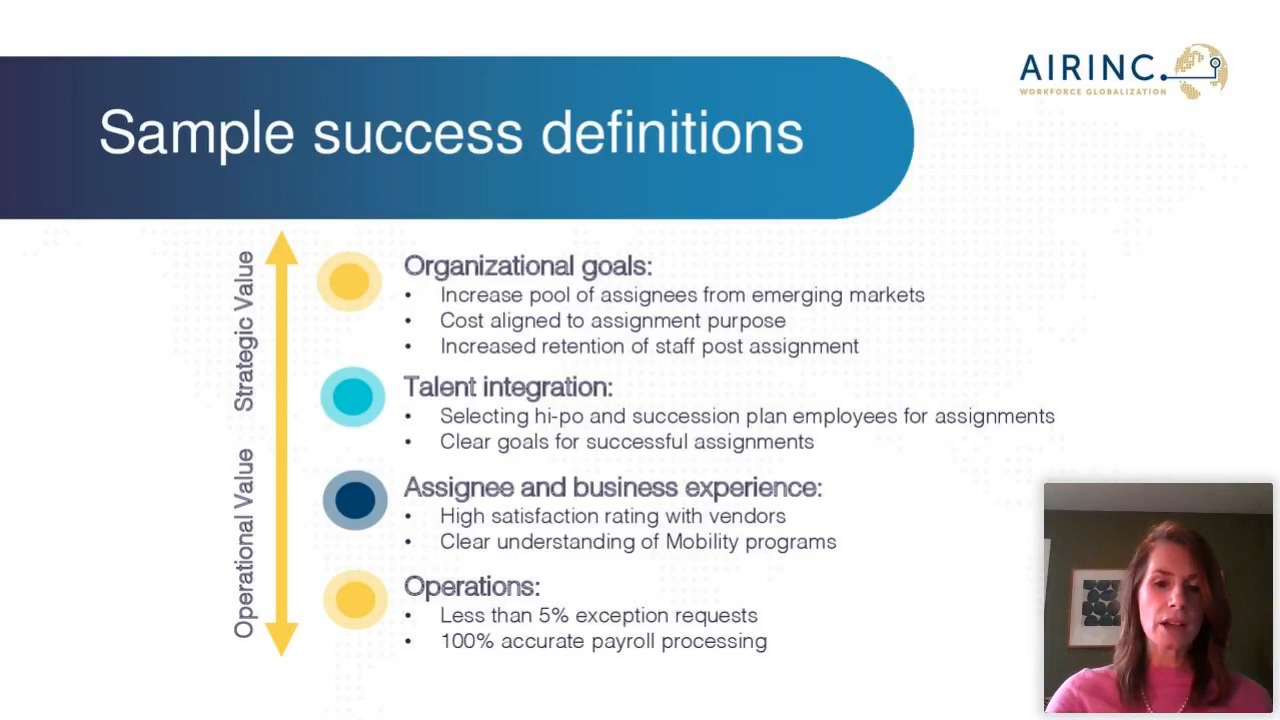 AIRINC.
WORKFORCE GLOBALIZATION
Sample success definitions
Strategic Value
Operational Value
Organizational goals:
• Increase pool of assignees from emerging markets
• Cost aligned to assignment purpose
• Increased retention of staff post assignment
Talent integration:
• Selecting hi-po and succession plan employees for assignments
• Clear goals for successful assignments
Assignee and business experience:
• High satisfaction rating with vendors
• Clear understanding of Mobility programs
Operations:
• Less than 5% exception requests
• 100% accurate payroll processing